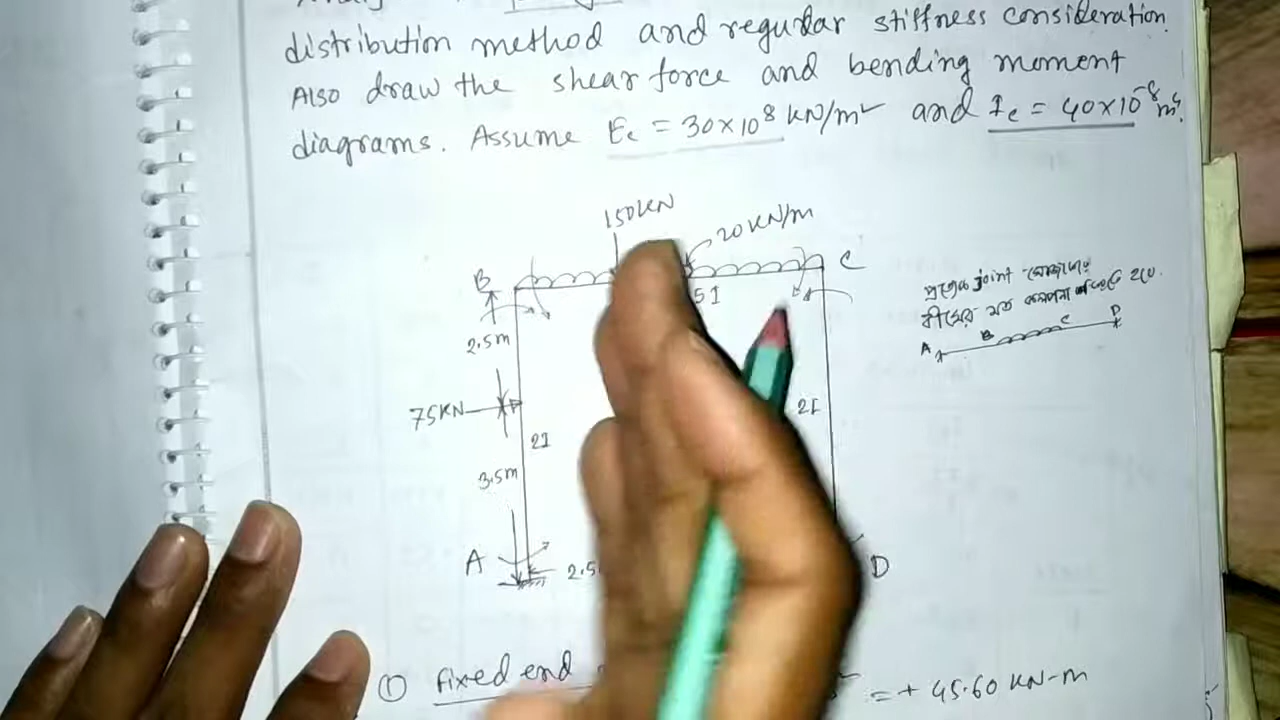 distribution method and regular stiffness consideration.
Also draw the shear force and bending moment
diagrams. Assume Ec = 30×10⁸ kN/m² and Ic = 40×10⁻⁸ m⁴.
150KN
20KN/m
B
C
5I
2.5m
75KN
2I
2I
3.5m
A
D
joint
A B C D
① fixed end
= + 45.60 KN-m